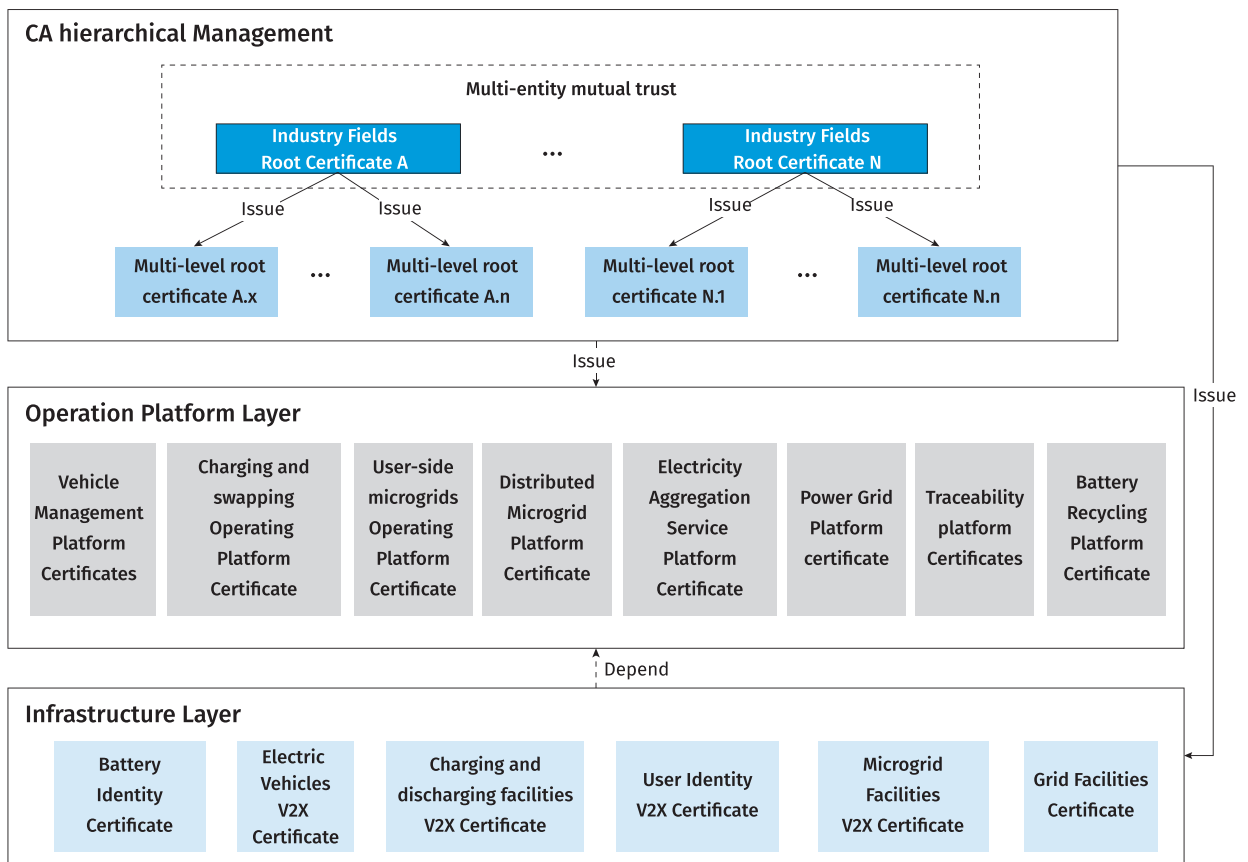 CA hierarchical Management
Multi-entity mutual trust
Industry Fields
Root Certificate A
...
Industry Fields
Root Certificate N
Issue
Issue
Issue
Issue
Multi-level root
certificate A.x
...
Multi-level root
certificate A.n
Multi-level root
certificate N.1
...
Multi-level root
certificate N.n
Issue
Issue
Operation Platform Layer
Vehicle
Management
Platform
Certificates
Charging and
swapping
Operating
Platform
Certificate
User-side
microgrids
Operating
Platform
Certificate
Distributed
Microgrid
Platform
Certificate
Electricity
Aggregation
Service
Platform
Certificate
Power Grid
Platform
certificate
Traceability
platform
Certificates
Battery
Recycling
Platform
Certificate
Depend
Infrastructure Layer
Battery
Identity
Certificate
Electric
Vehicles
V2X
Certificate
Charging and
discharging facilities
V2X Certificate
User Identity
V2X Certificate
Microgrid
Facilities
V2X Certificate
Grid Facilities
Certificate